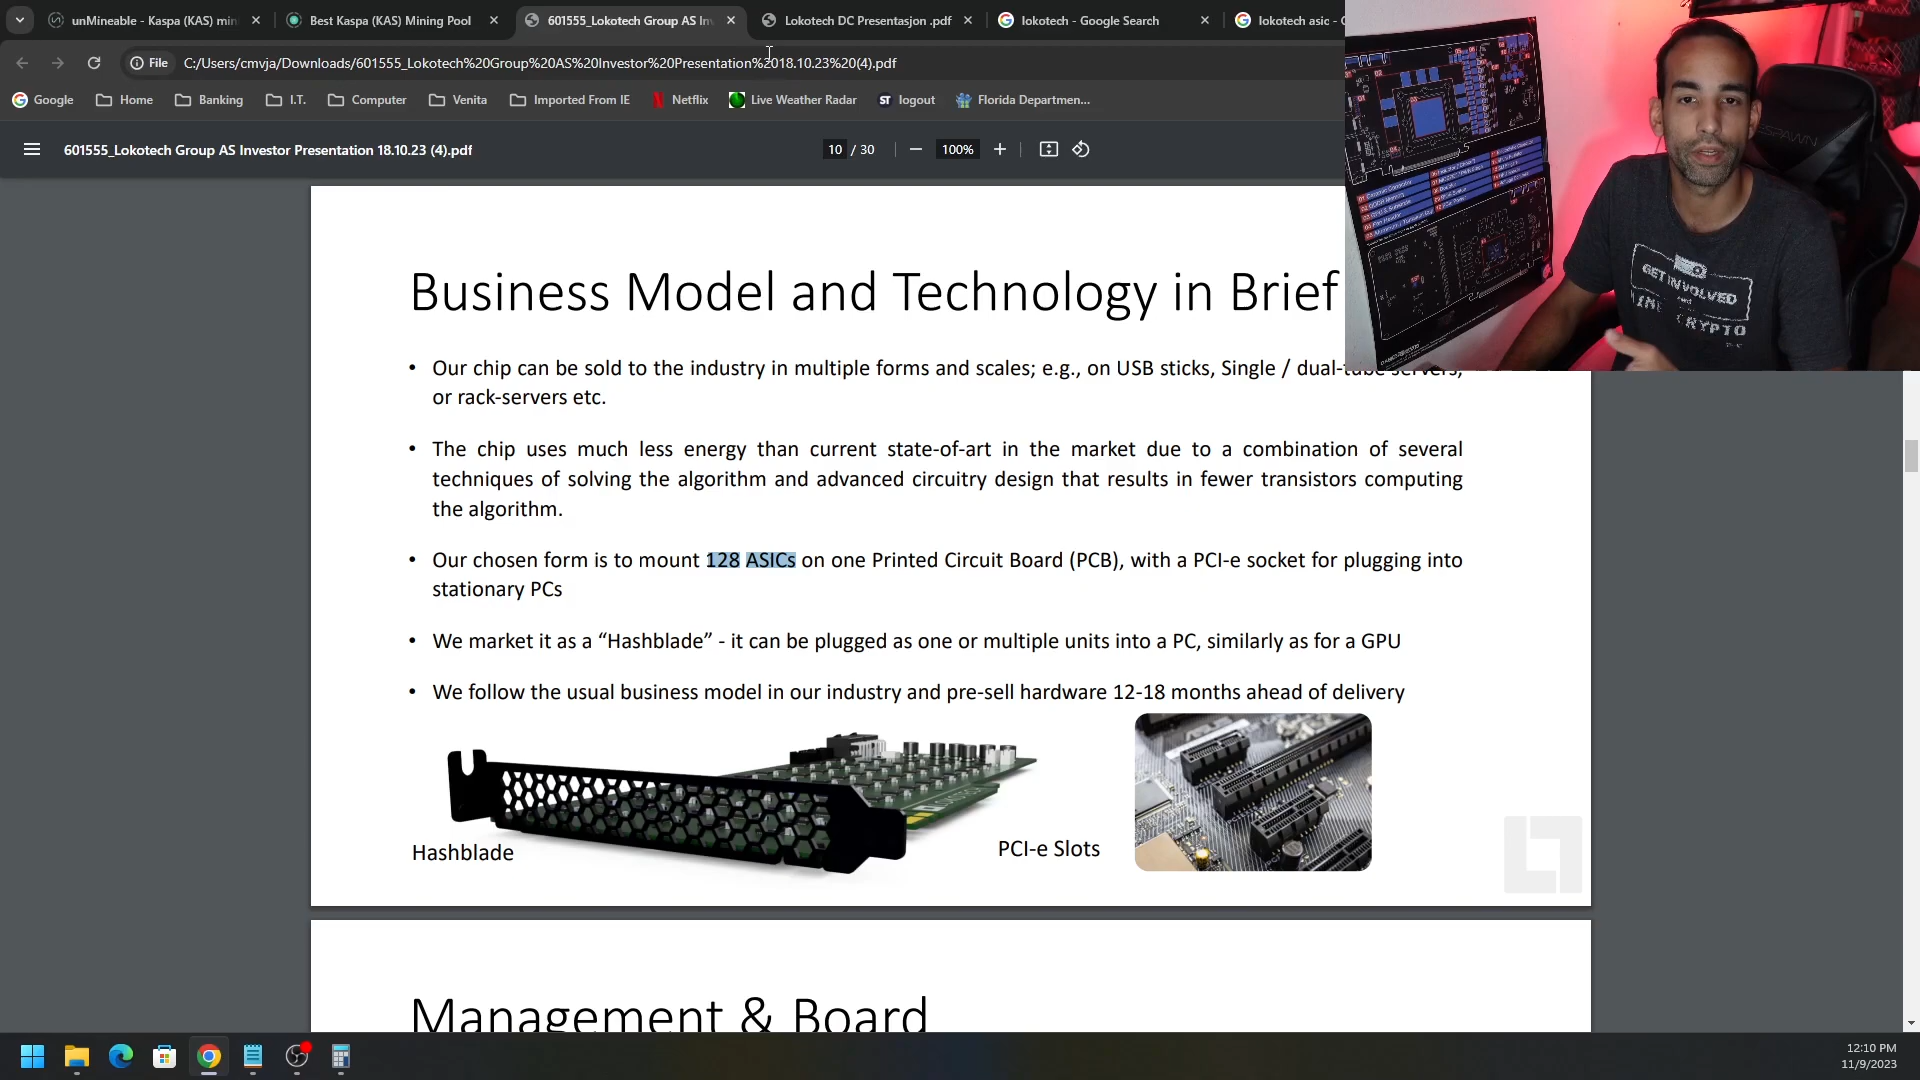 unMineable - Kaspa (KAS) min
Best Kaspa (KAS) Mining Pool
601555_Lokotech Group AS In
Lokotech DC Presentasjon .pdf
lokotech - Google Search
lokotech asic -
File
C:/Users/cmvja/Downloads/601555_Lokotech%20Group%20AS%20Investor%20Presentation%2018.10.23%20(4).pdf
Google
Home
Banking
I.T.
Computer
Venita
Imported From IE
Netflix
Live Weather Radar
ST logout
Florida Departmen...
601555_Lokotech Group AS Investor Presentation 18.10.23 (4).pdf
10 / 30
100%
Business Model and Technology in Brief
• Our chip can be sold to the industry in multiple forms and scales; e.g., on USB sticks, Single / dual-tube servers,
or rack-servers etc.
• The chip uses much less energy than current state-of-art in the market due to a combination of several
techniques of solving the algorithm and advanced circuitry design that results in fewer transistors computing
the algorithm.
• Our chosen form is to mount 128 ASICs on one Printed Circuit Board (PCB), with a PCI-e socket for plugging into
stationary PCs
• We market it as a “Hashblade” - it can be plugged as one or multiple units into a PC, similarly as for a GPU
• We follow the usual business model in our industry and pre-sell hardware 12-18 months ahead of delivery
Hashblade
PCI-e Slots
Management & Board
GET INVOLVED
CRYPTO
12:10 PM
11/9/2023